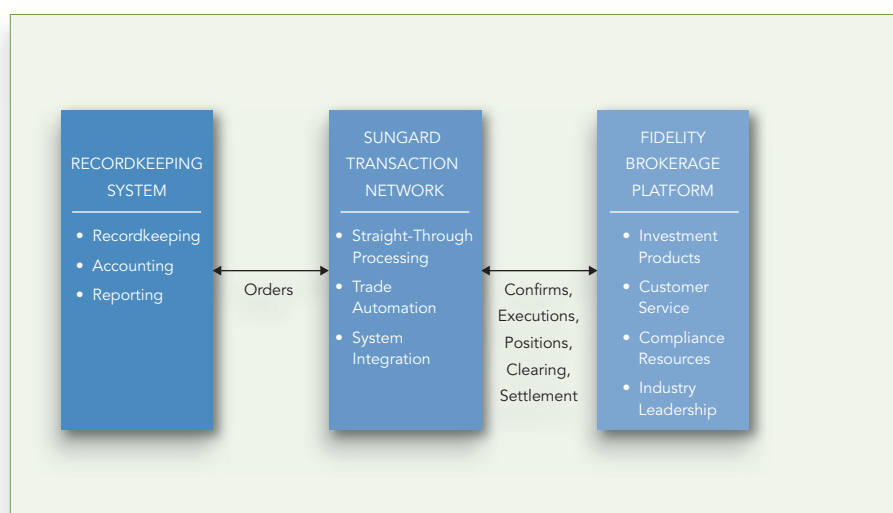 RECORDKEEPING
SYSTEM
• Recordkeeping
• Accounting
• Reporting
Orders
SUNGARD
TRANSACTION
NETWORK
• Straight-Through
Processing
• Trade
Automation
• System
Integration
Confirms,
Executions,
Positions,
Clearing,
Settlement
FIDELITY
BROKERAGE
PLATFORM
• Investment
Products
• Customer
Service
• Compliance
Resources
• Industry
Leadership